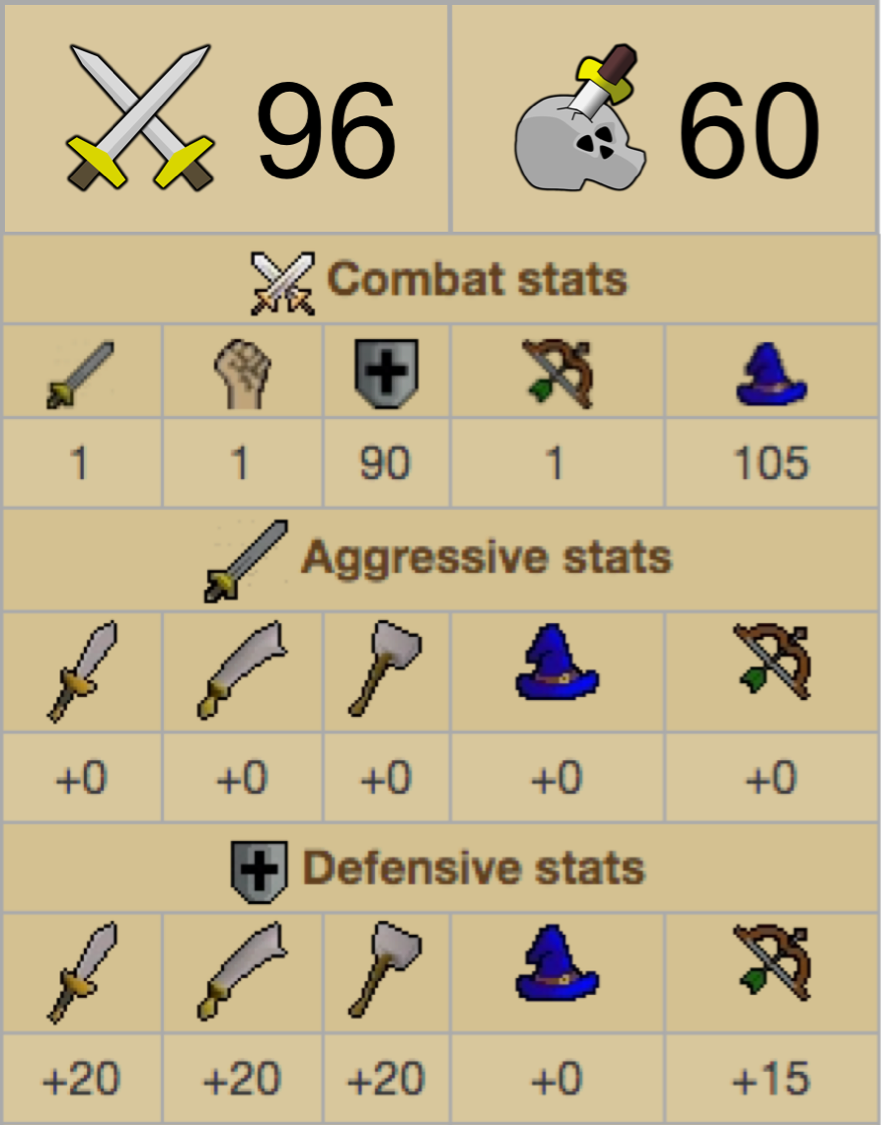 96 60
Combat stats
1 1 90 1 105
Aggressive stats
+0 +0 +0 +0 +0
Defensive stats
+20 +20 +20 +0 +15